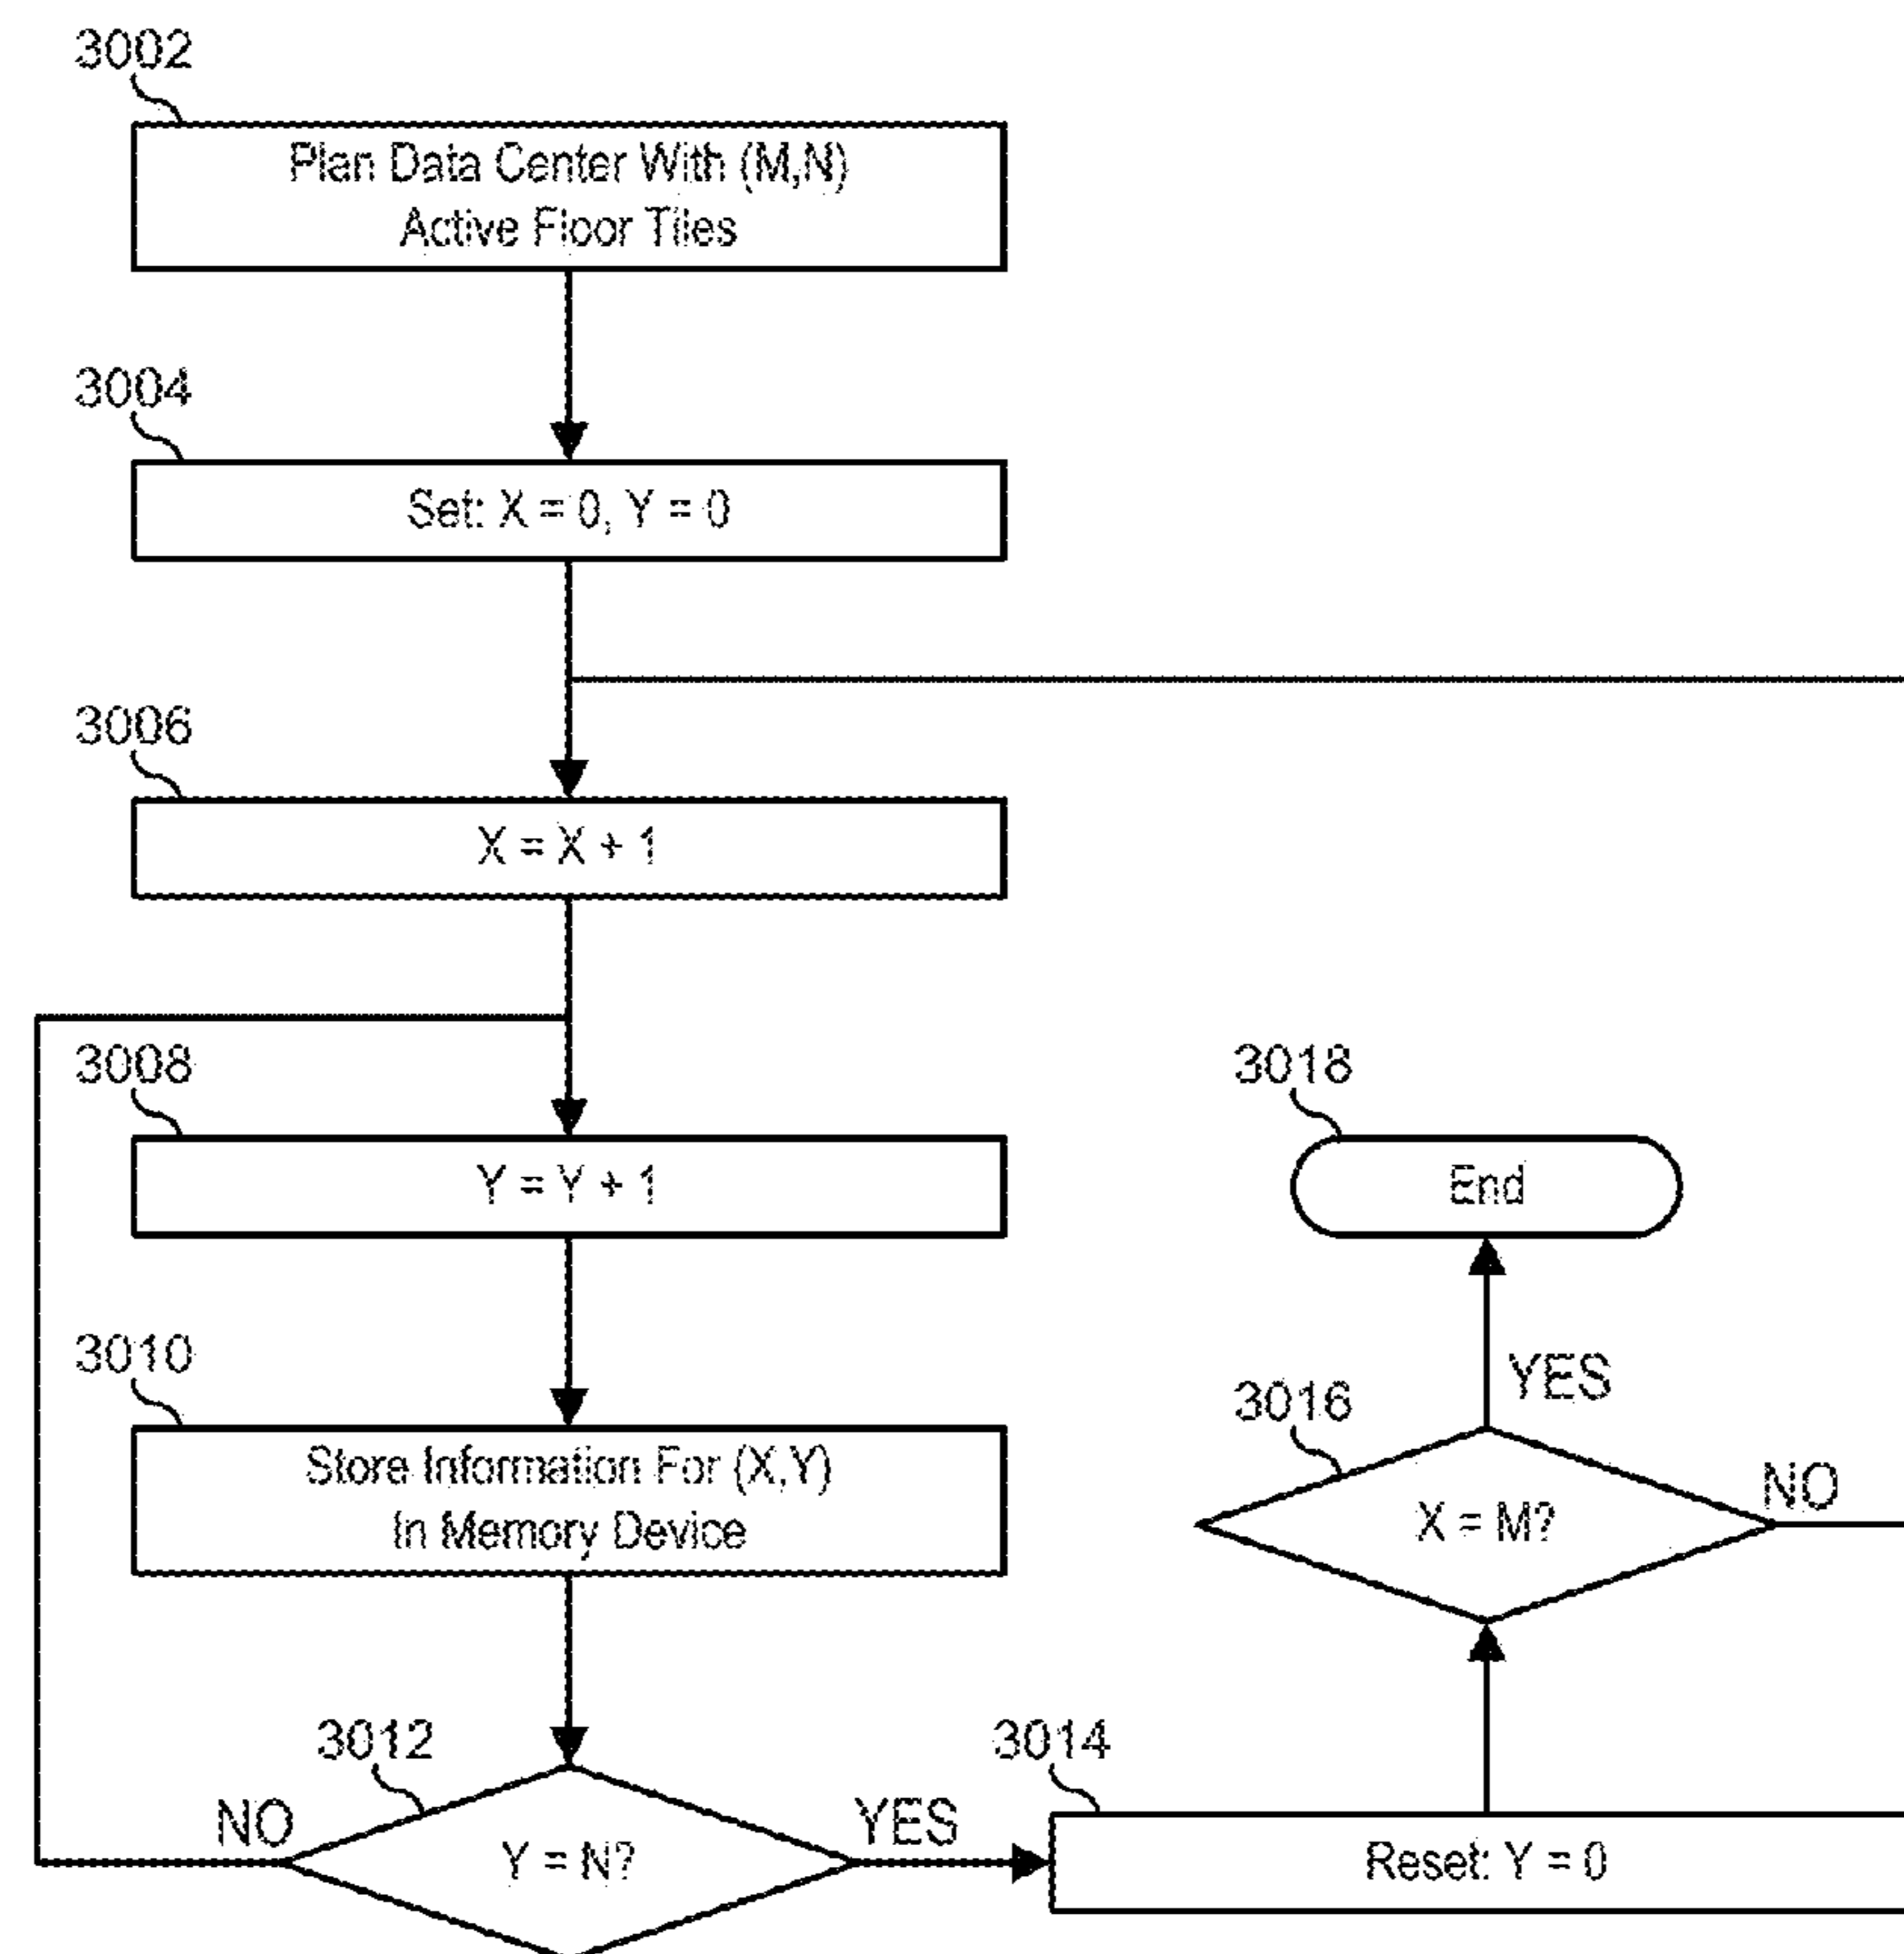 3002
Plan Data Center With (M,N)
Active Floor Tiles
3004
Set: X = 0, Y = 0
3006
X = X + 1
3008
Y = Y + 1
3018
End
3010
Store Information For (X,Y)
In Memory Device
YES
3016
X = M?
NO
3012
NO
Y = N?
YES
3014
Reset: Y = 0